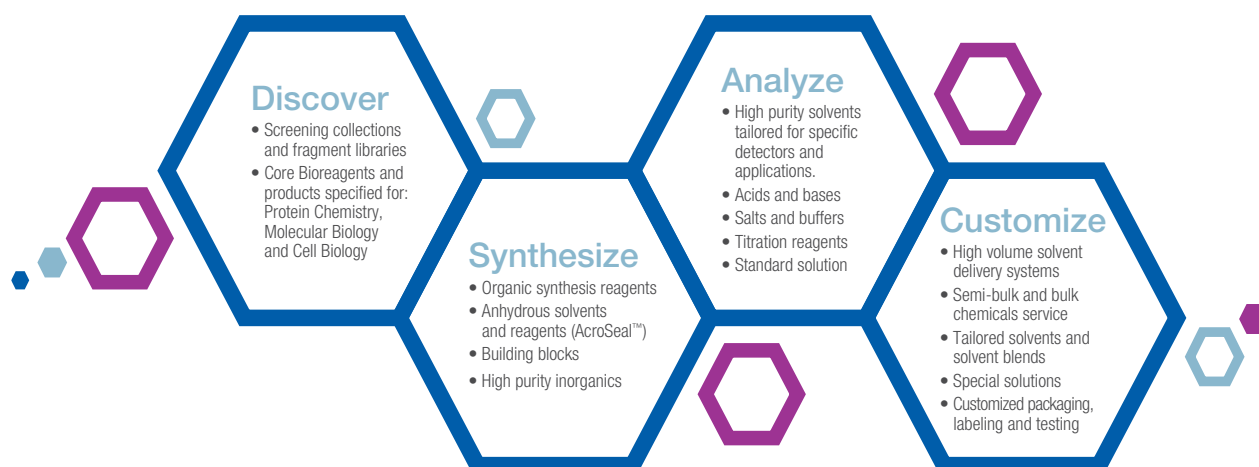 Discover
• Screening collections
and fragment libraries
• Core Bioreagents and
products specified for:
Protein Chemistry,
Molecular Biology
and Cell Biology
Synthesize
• Organic synthesis reagents
• Anhydrous solvents
and reagents (AcroSeal™)
• Building blocks
• High purity inorganics
Analyze
• High purity solvents
tailored for specific
detectors and
applications.
• Acids and bases
• Salts and buffers
• Titration reagents
• Standard solution
Customize
• High volume solvent
delivery systems
• Semi-bulk and bulk
chemicals service
• Tailored solvents and
solvent blends
• Special solutions
• Customized packaging,
labeling and testing